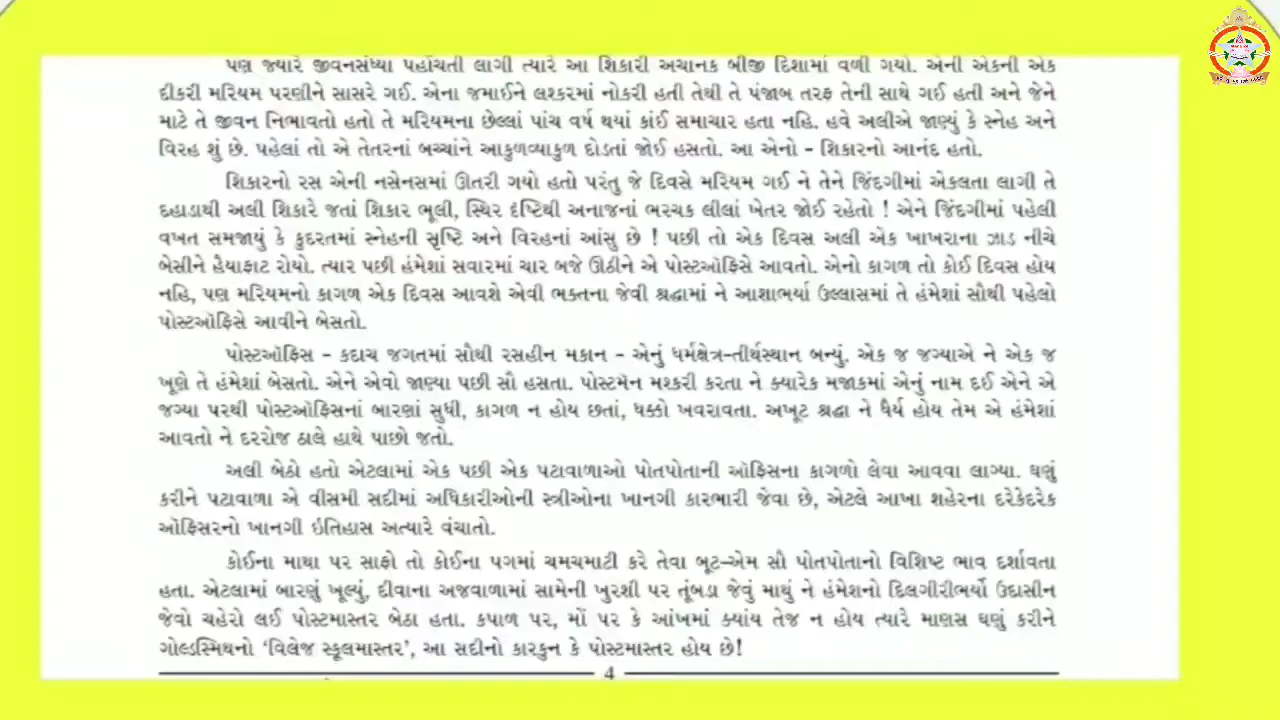 પણ જ્યારે જીવનસંધ્યા પહોંચતી લાગી ત્યારે આ શિકારી અચાનક બીજી દિશામાં વળી ગયો. એની એકની એક
દીકરી મરિયમ પરણીને સાસરે ગઈ. એના જમાઈને લશ્કરમાં નોકરી હતી તેથી તે પંજાબ તરફ તેની સાથે ગઈ હતી અને જેને
માટે તે જીવન નિભાવતો હતો તે મરિયમના છેલ્લાં પાંચ વર્ષ થયાં કાંઈ સમાચાર હતા નહિ. હવે અલીએ જાણ્યું કે સ્નેહ અને
વિરહ શું છે. પહેલાં તો એ તેતરનાં બચ્ચાંને આકુળવ્યાકુળ દોડતાં જોઈ હસતો. આ એનો - શિકારનો આનંદ હતો.
શિકારનો રસ એની નસેનસમાં ઊતરી ગયો હતો પરંતુ જે દિવસે મરિયમ ગઈ ને તેને જિંદગીમાં એકલતા લાગી તે
દહાડાથી અલી શિકારે જતાં શિકાર ભૂલી, સ્થિર દૃષ્ટિથી અનાજનાં ભરચક લીલાં ખેતર જોઈ રહેતો ! એને જિંદગીમાં પહેલી
વખત સમજાયું કે કુદરતમાં સ્નેહની સૃષ્ટિ અને વિરહનાં આંસુ છે ! પછી તો એક દિવસ અલી એક ખાખરાના ઝાડ નીચે
બેસીને હૈયાફાટ રોયો. ત્યાર પછી હંમેશાં સવારમાં ચાર બજે ઊઠીને એ પોસ્ટઑફિસે આવતો. એનો કાગળ તો કોઈ દિવસ હોય
નહિ, પણ મરિયમનો કાગળ એક દિવસ આવશે એવી ભક્તના જેવી શ્રદ્ધામાં ને આશાભર્યા ઉલ્લાસમાં તે હંમેશાં સૌથી પહેલો
પોસ્ટઑફિસે આવીને બેસતો.
પોસ્ટઑફિસ - કદાચ જગતમાં સૌથી રસહીન મકાન - એનું ધર્મક્ષેત્ર-તીર્થસ્થાન બન્યું. એક જ જગ્યાએ ને એક જ
ખૂણે તે હંમેશાં બેસતો. એને એવો જાણ્યા પછી સૌ હસતા. પોસ્ટમૅન મશ્કરી કરતા ને ક્યારેક મજાકમાં એનું નામ દઈ એને એ
જગ્યા પરથી પોસ્ટઑફિસનાં બારણાં સુધી, કાગળ ન હોય છતાં, ધક્કો ખવરાવતા. અખૂટ શ્રદ્ધા ને ધૈર્ય હોય તેમ એ હંમેશાં
આવતો ને દરરોજ ઠાલે હાથે પાછો જતો.
અલી બેઠો હતો એટલામાં એક પછી એક પટાવાળાઓ પોતપોતાની ઑફિસના કાગળો લેવા આવવા લાગ્યા. ઘણું
કરીને પટાવાળા એ વીસમી સદીમાં અધિકારીઓની સ્ત્રીઓના ખાનગી કારભારી જેવા છે, એટલે આખા શહેરના દરેકેદરેક
ઑફિસરનો ખાનગી ઇતિહાસ અત્યારે વંચાતો.
કોઈના માથા પર સાફો તો કોઈના પગમાં ચમચમાટી કરે તેવા બૂટ-એમ સૌ પોતપોતાનો વિશિષ્ટ ભાવ દર્શાવતા
હતા. એટલામાં બારણું ખૂલ્યું, દીવાના અજવાળામાં સામેની ખુરશી પર તૂંબડા જેવું માથું ને હંમેશનો દિલગીરીભર્યો ઉદાસીન
જેવો ચહેરો લઈ પોસ્ટમાસ્તર બેઠા હતા. કપાળ પર, મોં પર કે આંખમાં ક્યાંય તેજ ન હોય ત્યારે માણસ ઘણું કરીને
ગોલ્ડસ્મિથનો ‘વિલેજ સ્કૂલમાસ્તર’, આ સદીનો કારકુન કે પોસ્ટમાસ્તર હોય છે!
4